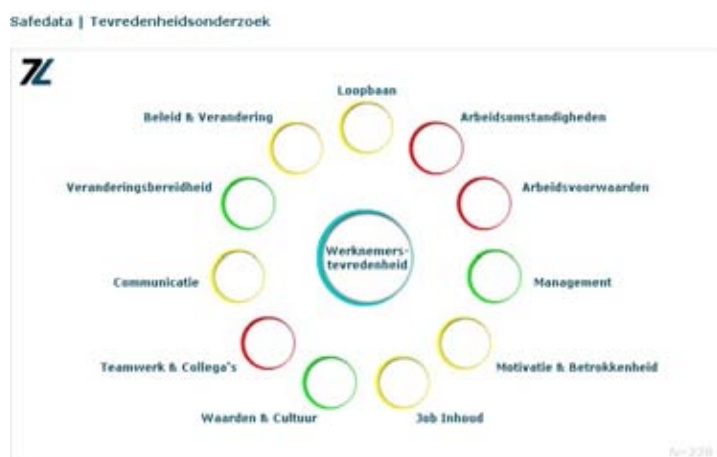 Safedata | Tevredenheidsonderzoek
Loopbaan
Beleid & Verandering
Arbeidsomstandigheden
Veranderingsbereidheid
Arbeidsvoorwaarden
Werknemers-
tevredenheid
Communicatie
Management
Teamwerk & Collega's
Motivatie & Betrokkenheid
Waarden & Cultuur
Job Inhoud